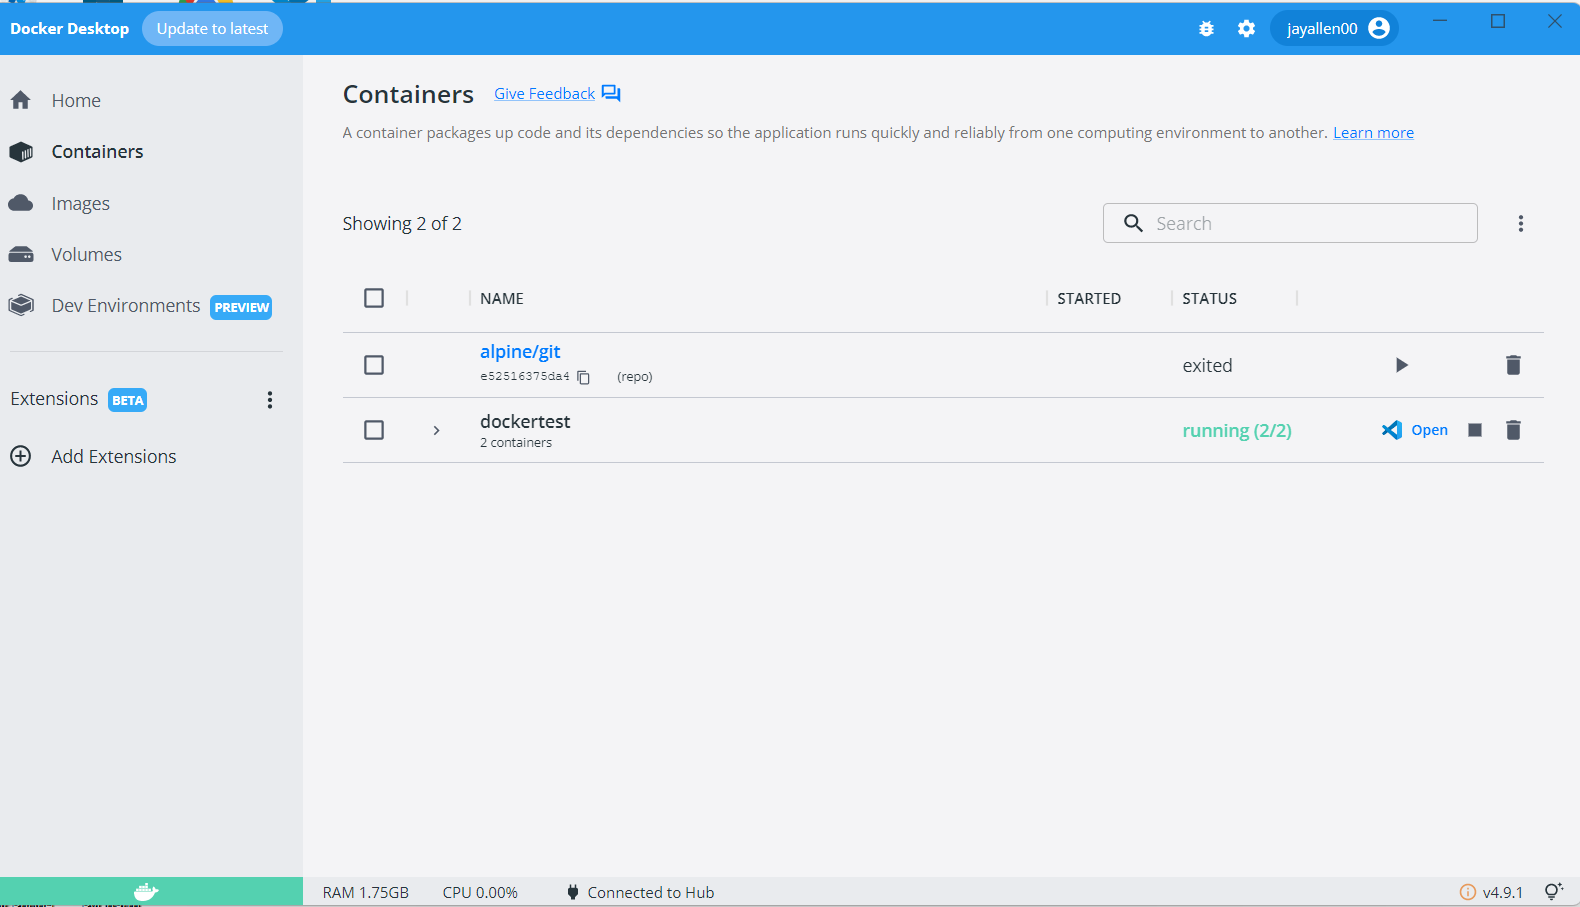 Docker Desktop Update to latest jayallen00
Home
Containers
Images
Volumes
Dev Environments PREVIEW
Extensions BETA
Add Extensions
Containers Give Feedback
A container packages up code and its dependencies so the application runs quickly and reliably from one computing environment to another. Learn more
Showing 2 of 2 Search
NAME STARTED STATUS
alpine/git
e52516375da4 (repo) exited
dockertest
2 containers running (2/2) Open
RAM 1.75GB CPU 0.00% Connected to Hub v4.9.1